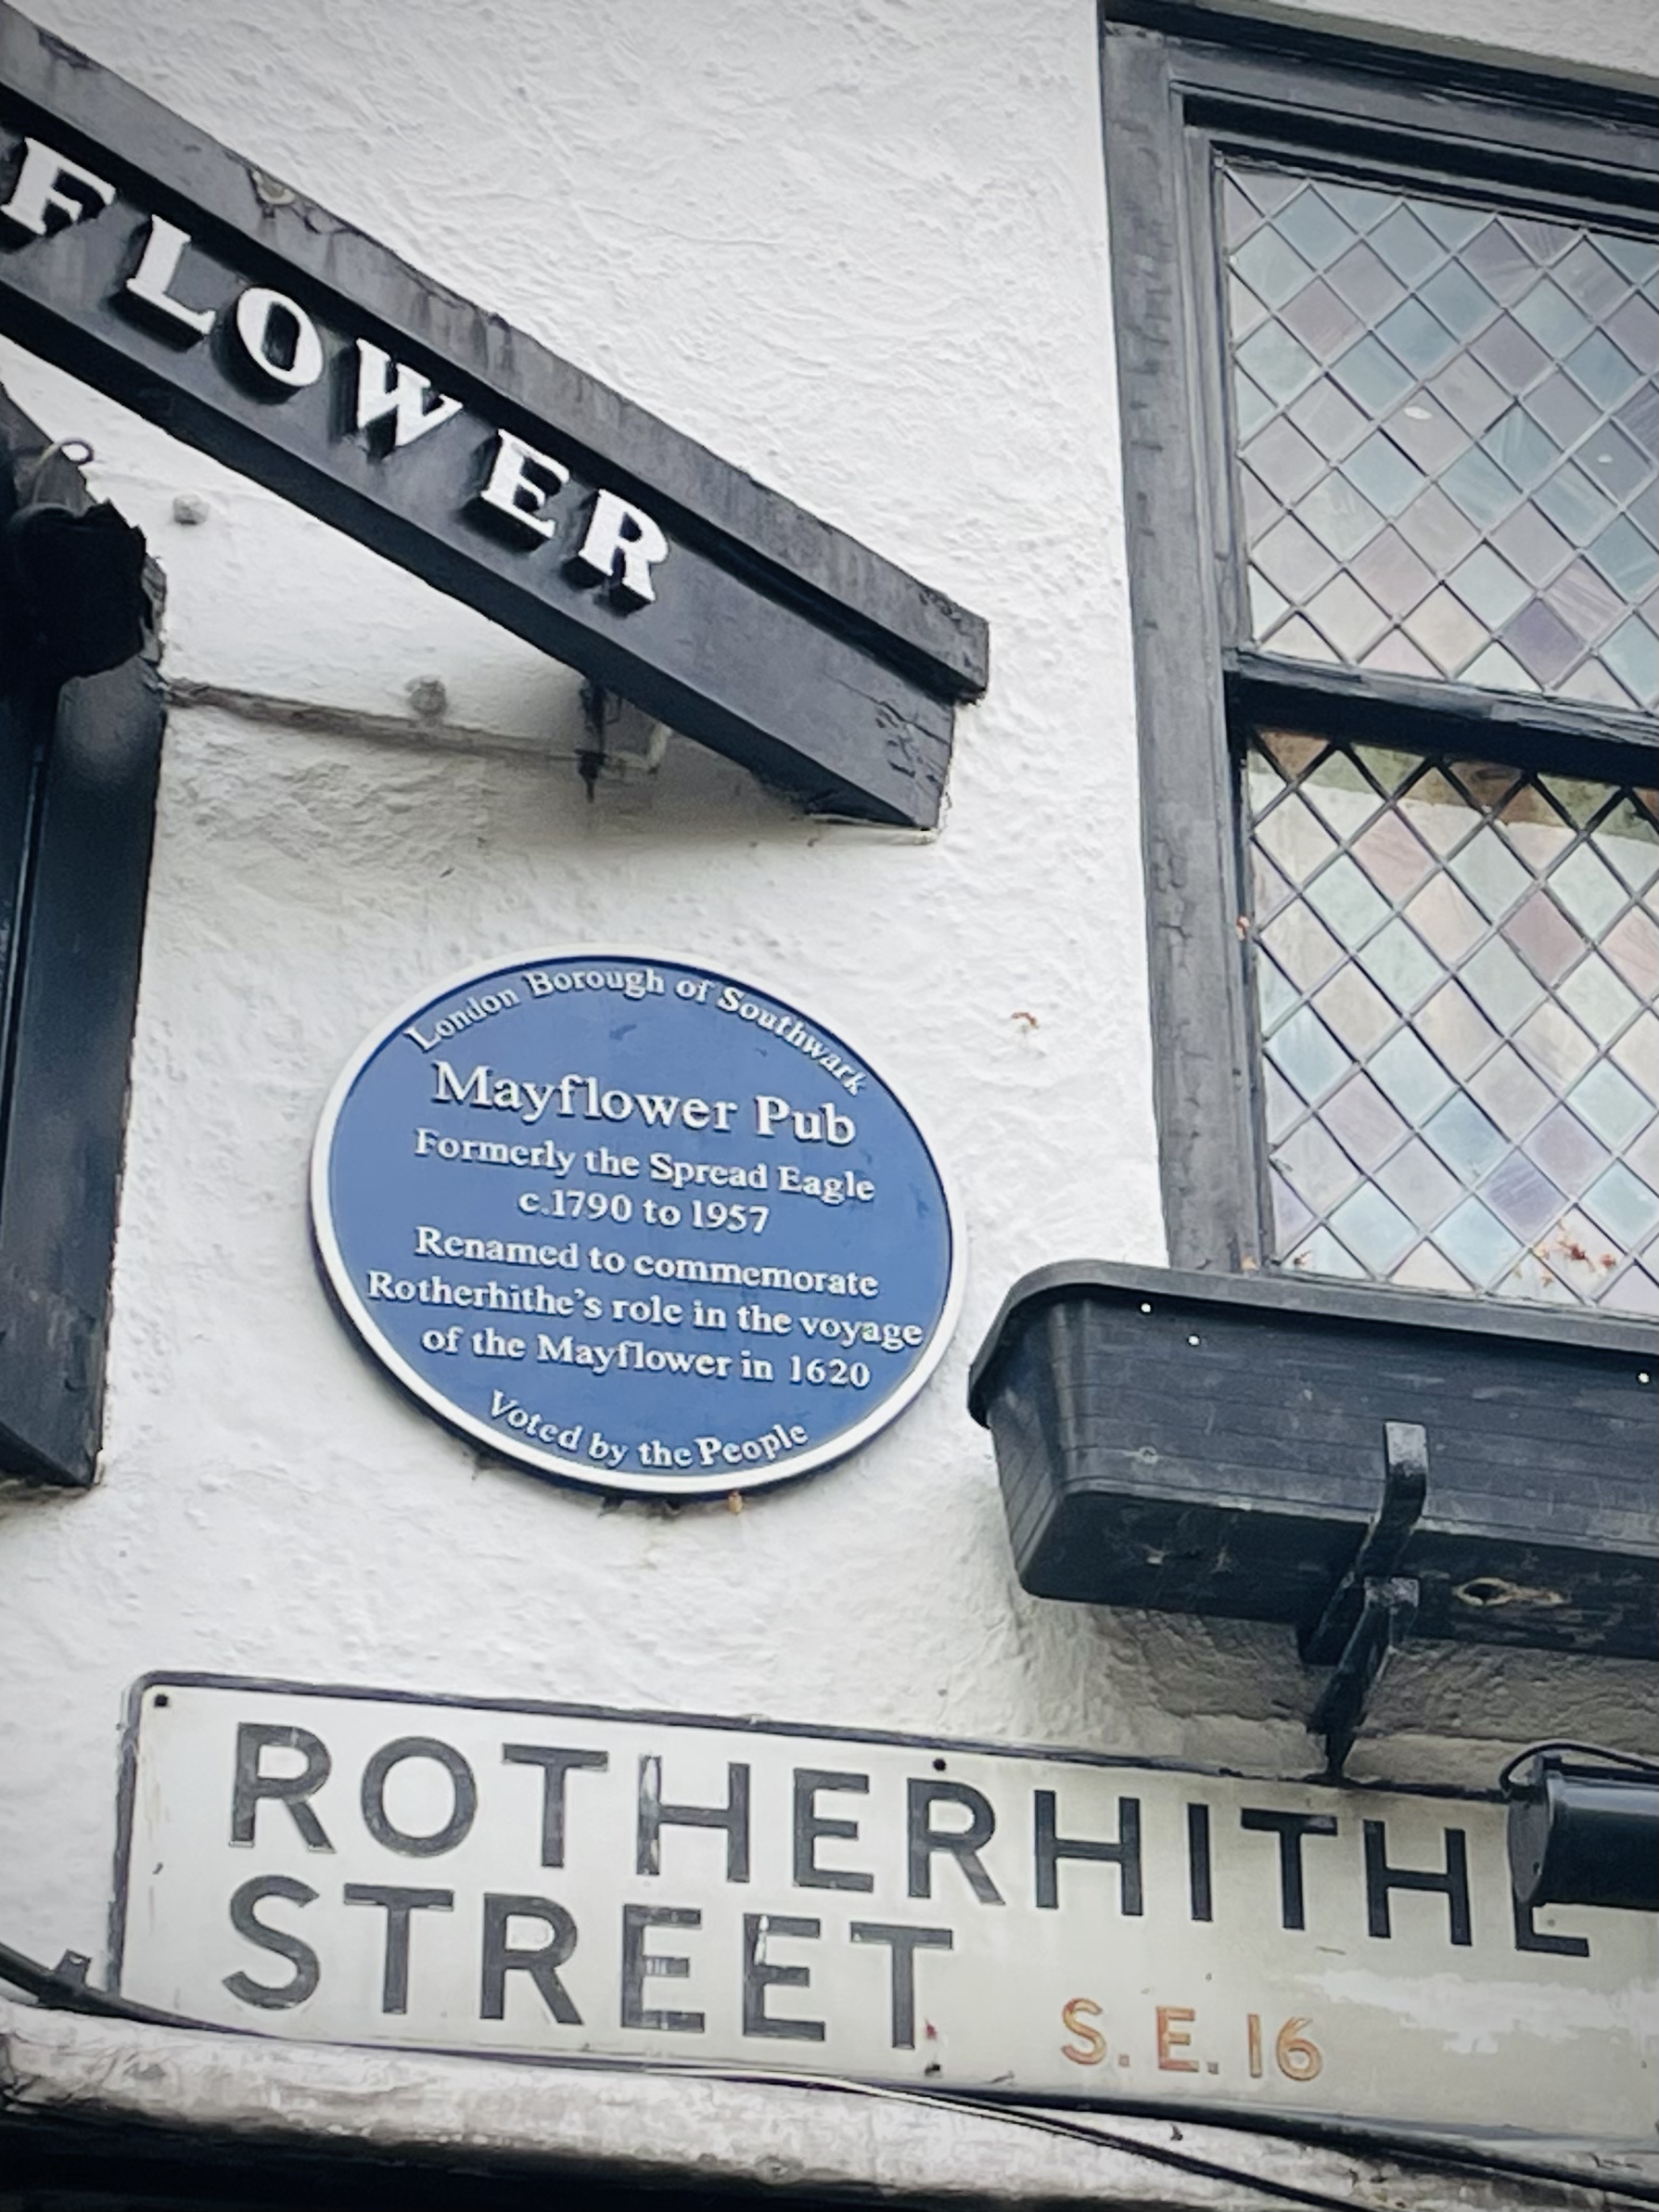 FLOWER
London Borough of Southwark
Mayflower Pub
Formerly the Spread Eagle
c.1790 to 1957
Renamed to commemorate
Rotherhithe's role in the voyage
of the Mayflower in 1620
Voted by the People
ROTHERHITHE
STREET S.E.16